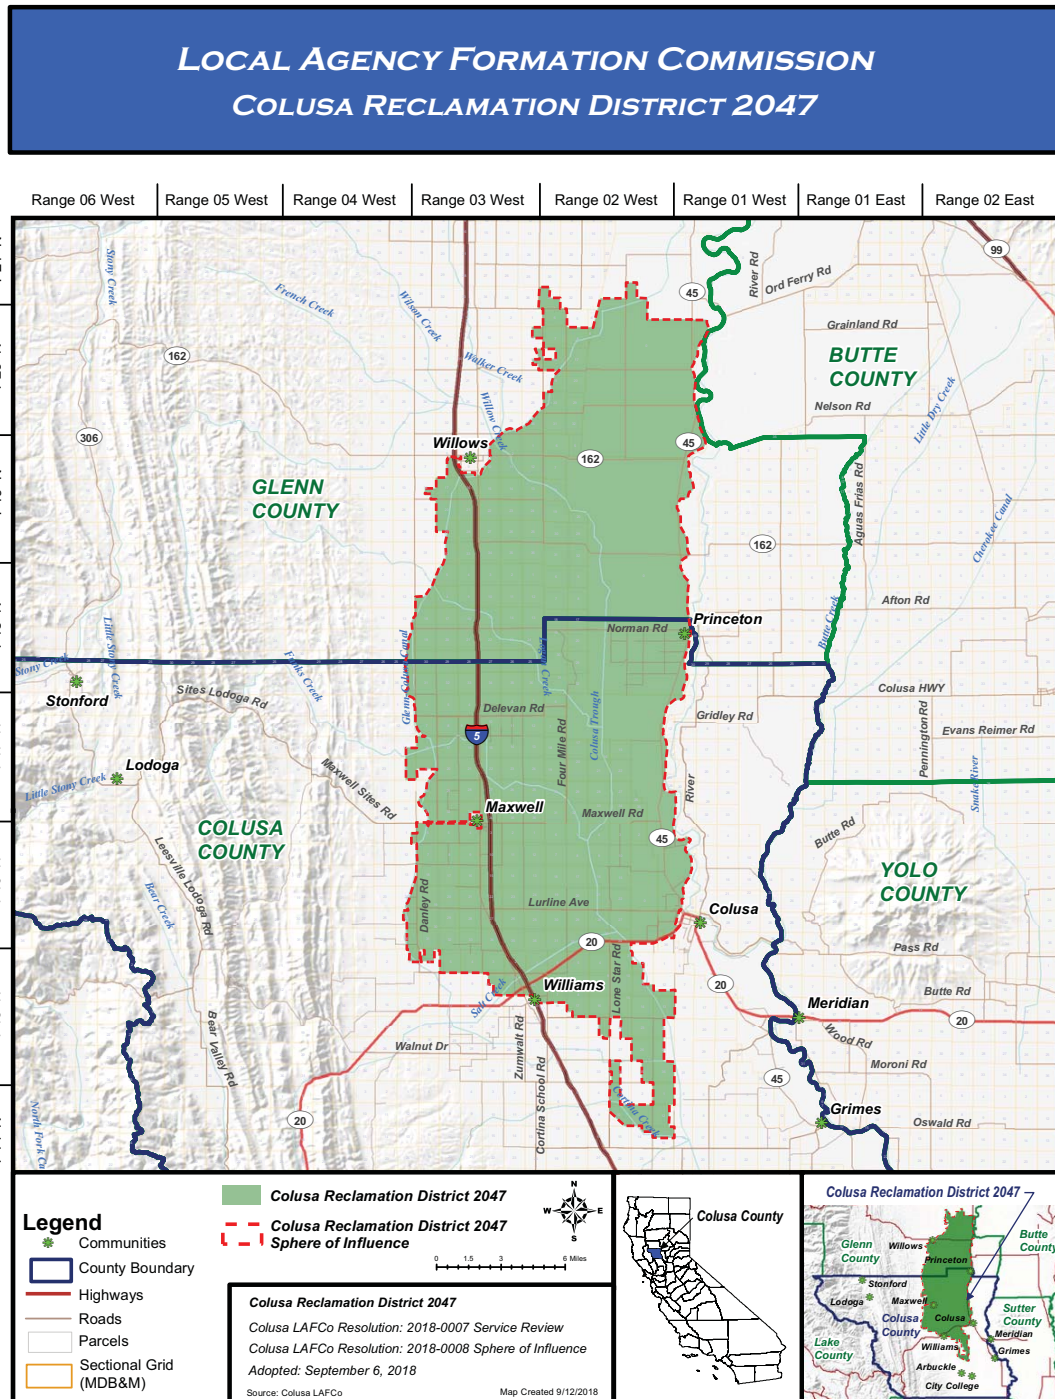 LOCAL AGENCY FORMATION COMMISSION
COLUSA RECLAMATION DISTRICT 2047
Range 06 West
Range 05 West
Range 04 West
Range 03 West
Range 02 West
Range 01 West
Range 01 East
Range 02 East
Stony Creek
French Creek
Wilson Creek
Walker Creek
Willow Creek
45
River Rd
Ord Ferry Rd
99
Grainland Rd
BUTTE
COUNTY
Nelson Rd
Little Dry Creek
162
306
Willows
162
45
GLENN
COUNTY
Aguas Frias Rd
Cherokee Canal
162
Afton Rd
Butte Creek
Princeton
Norman Rd
Little Stony Creek
Stony Creek
Stonford
Funks Creek
Sites Lodoga Rd
Glenn Colusa Canal
Delevan Rd
Colusa Trough
Four Mile Rd
Gridley Rd
Colusa HWY
Pennington Rd
Evans Reimer Rd
Snake River
5
Lodoga
Little Stony Creek
Maxwell Sites Rd
Maxwell
Maxwell Rd
River
45
Butte Rd
COLUSA
COUNTY
YOLO
COUNTY
Leesville Lodoga Rd
Bear Creek
Danley Rd
Lurline Ave
Colusa
20
Lone Star Rd
Pass Rd
Williams
Salt Creek
20
Meridian
Butte Rd
20
Wood Rd
Bear Valley Rd
Walnut Dr
Zumwalt Rd
Cortina School Rd
Moroni Rd
45
Cortina Creek
Grimes
Oswald Rd
20
North Fork
Legend
Communities
County Boundary
Highways
Roads
Parcels
Sectional Grid
(MDB&M)
Colusa Reclamation District 2047
Colusa Reclamation District 2047
Sphere of Influence
N
W
E
S
0 1.5 3 6 Miles
Colusa Reclamation District 2047
Colusa LAFCo Resolution: 2018-0007 Service Review
Colusa LAFCo Resolution: 2018-0008 Sphere of Influence
Adopted: September 6, 2018
Source: Colusa LAFCo
Map Created 9/12/2018
Colusa County
Colusa Reclamation District 2047
Glenn
County
Willows
Butte
County
Princeton
Stonford
Lodoga
Maxwell
Colusa
County
Colusa
Sutter
County
Meridian
Lake
County
Williams
Grimes
Arbuckle
City College